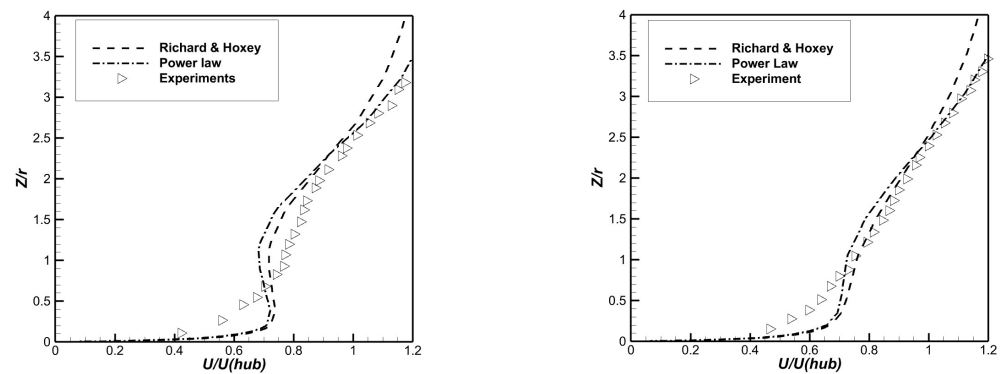 4
3.5
3
2.5
2
1.5
1
0.5
0
Z/r
Richard & Hoxey
Power law
Experiments
0 0.2 0.4 0.6 0.8 1 1.2
U/U(hub)
4
3.5
3
2.5
2
1.5
1
0.5
0
Z/r
Richard & Hoxey
Power Law
Experiment
0 0.2 0.4 0.6 0.8 1 1.2
U/U(hub)